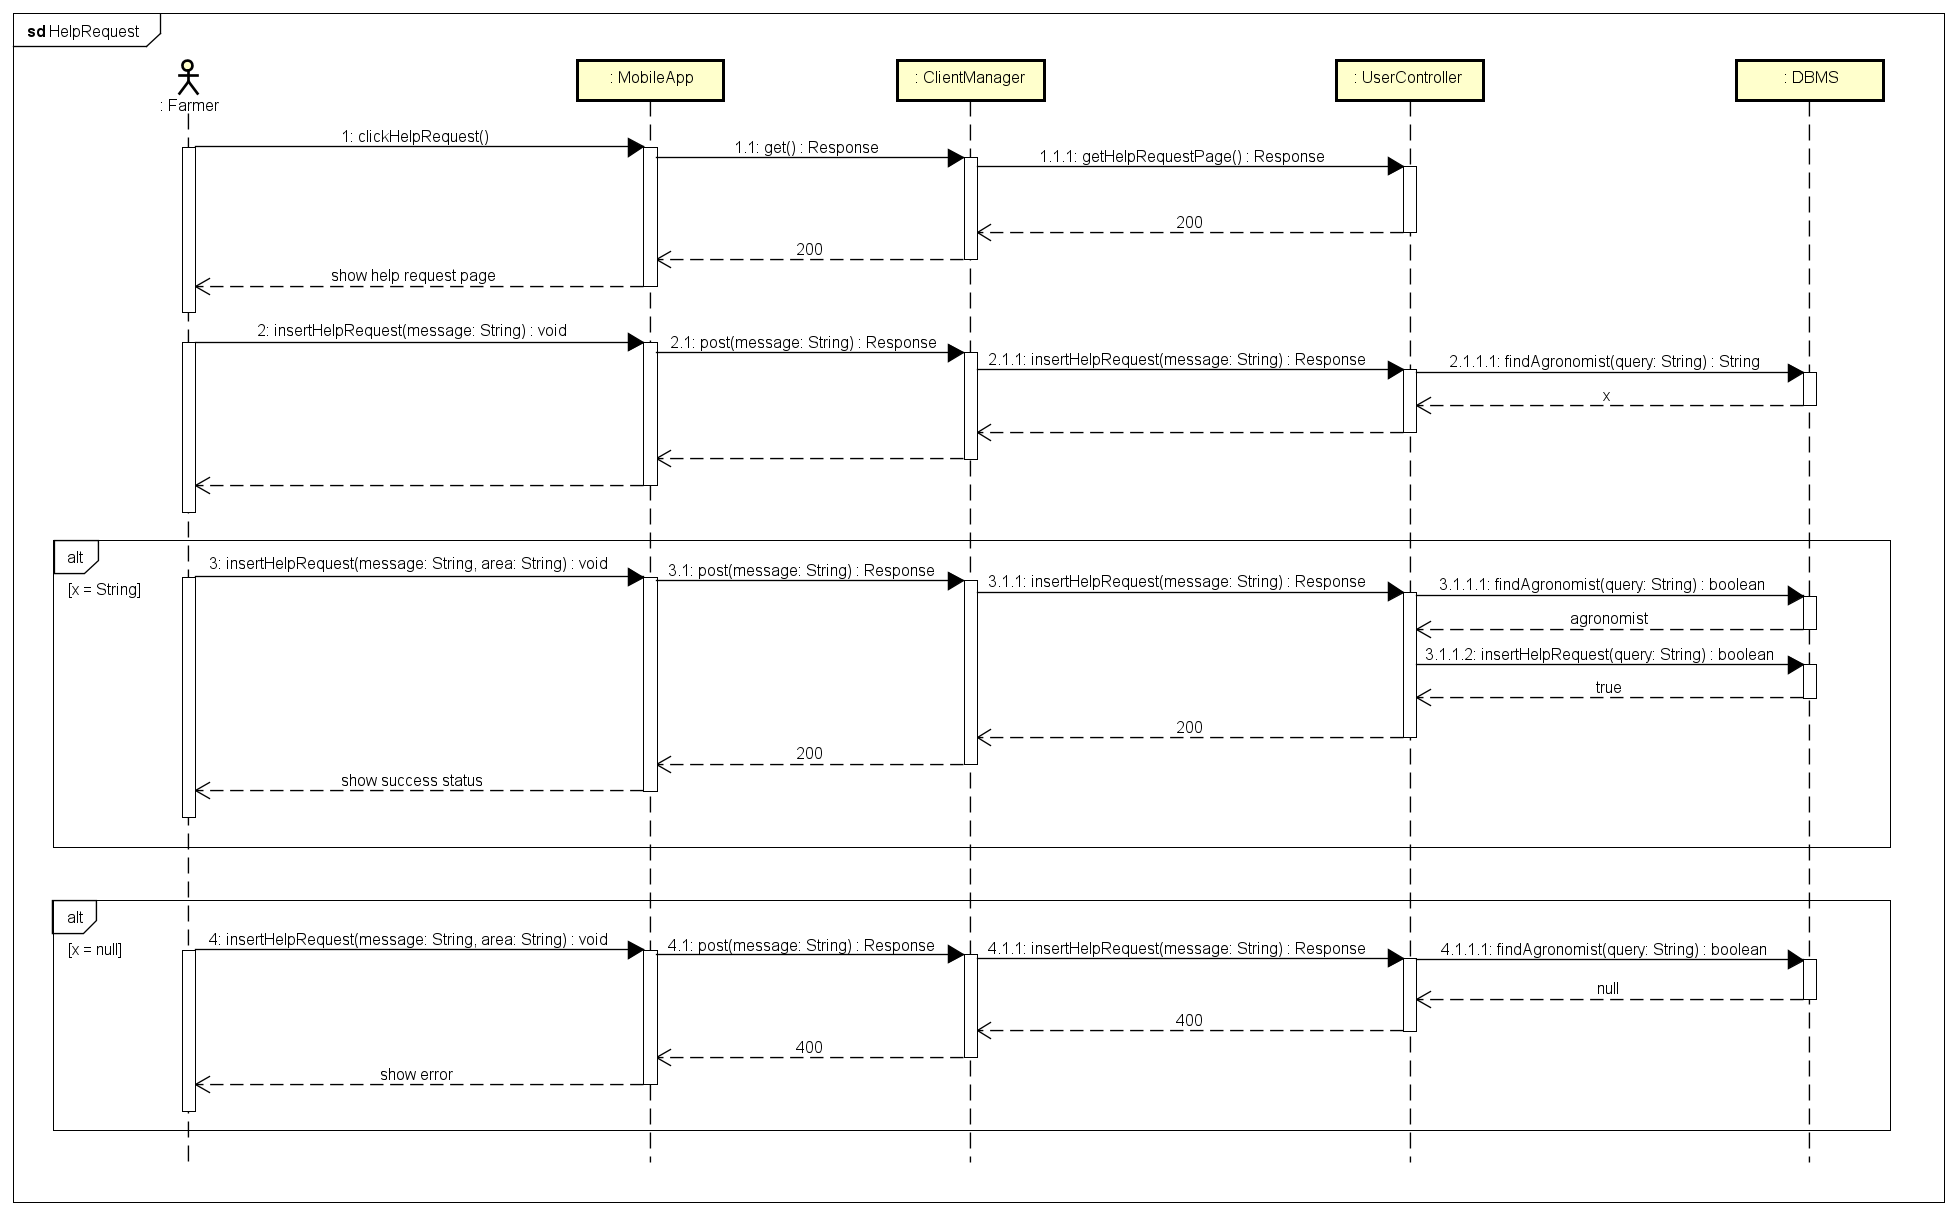 sd HelpRequest
: Farmer
: MobileApp
: ClientManager
: UserController
: DBMS
1: clickHelpRequest()
1.1: get() : Response
1.1.1: getHelpRequestPage() : Response
200
200
show help request page
2: insertHelpRequest(message: String) : void
2.1: post(message: String) : Response
2.1.1: insertHelpRequest(message: String) : Response
2.1.1.1: findAgronomist(query: String) : String
x
alt
[x = String]
3: insertHelpRequest(message: String, area: String) : void
3.1: post(message: String) : Response
3.1.1: insertHelpRequest(message: String) : Response
3.1.1.1: findAgronomist(query: String) : boolean
agronomist
3.1.1.2: insertHelpRequest(query: String) : boolean
true
200
200
show success status
alt
[x = null]
4: insertHelpRequest(message: String, area: String) : void
4.1: post(message: String) : Response
4.1.1: insertHelpRequest(message: String) : Response
4.1.1.1: findAgronomist(query: String) : boolean
null
400
400
show error